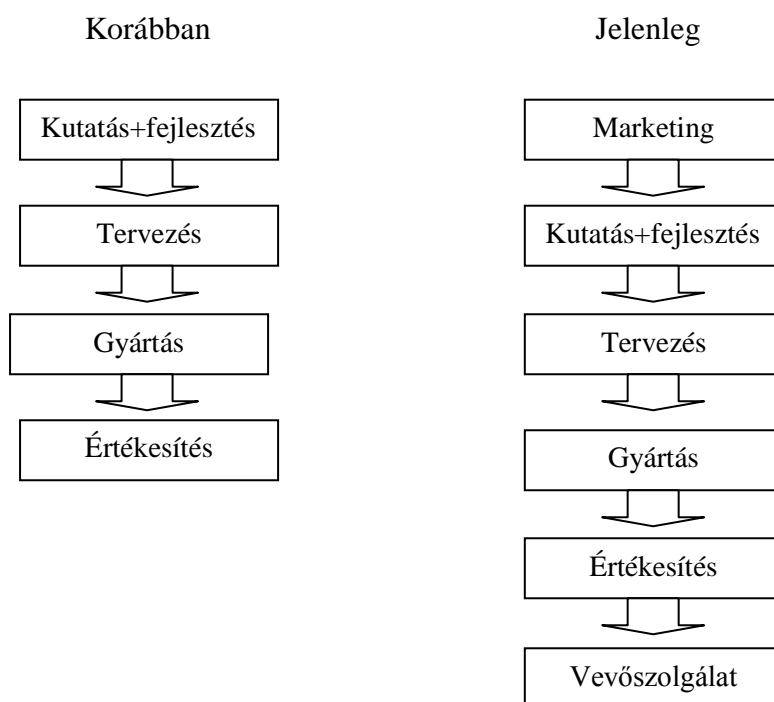 Korábban
Kutatás+fejlesztés
Tervezés
Gyártás
Értékesítés
Jelenleg
Marketing
Kutatás+fejlesztés
Tervezés
Gyártás
Értékesítés
Vevőszolgálat